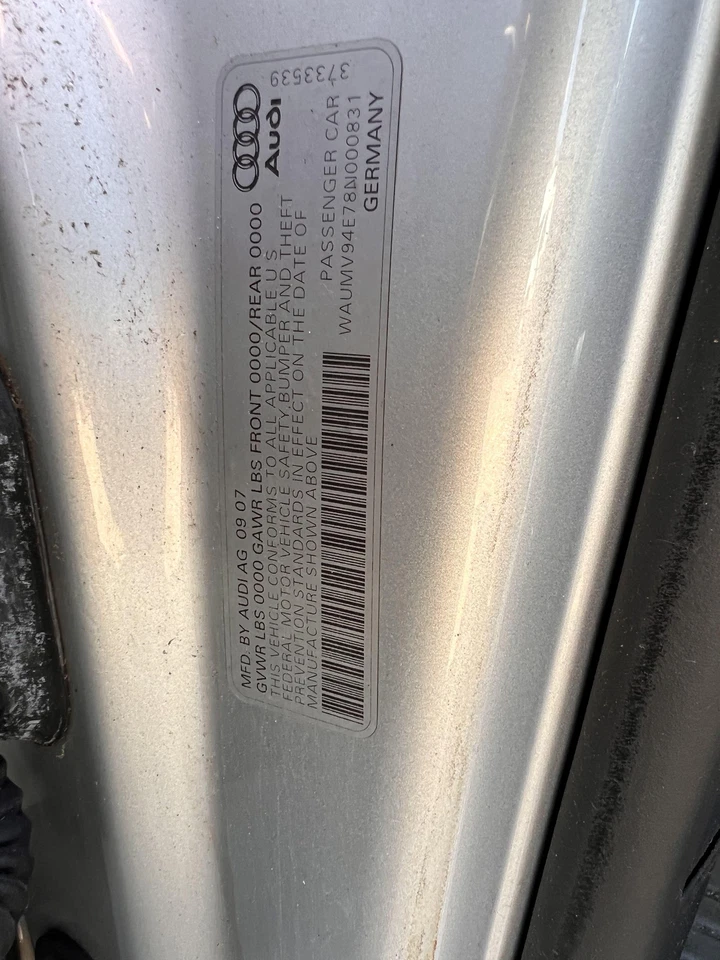 3733539
Audi
MFD. BY AUDI AG 09 07
GVWR LBS 0000 GAWR LBS FRONT 0000/REAR 0000
THIS VEHICLE CONFORMS TO ALL APPLICABLE U S
FEDERAL MOTOR VEHICLE SAFETY, BUMPER AND THEFT
PREVENTION STANDARDS IN EFFECT ON THE DATE OF
MANUFACTURE SHOWN ABOVE
PASSENGER CAR
WAUMV94E78N000831
GERMANY